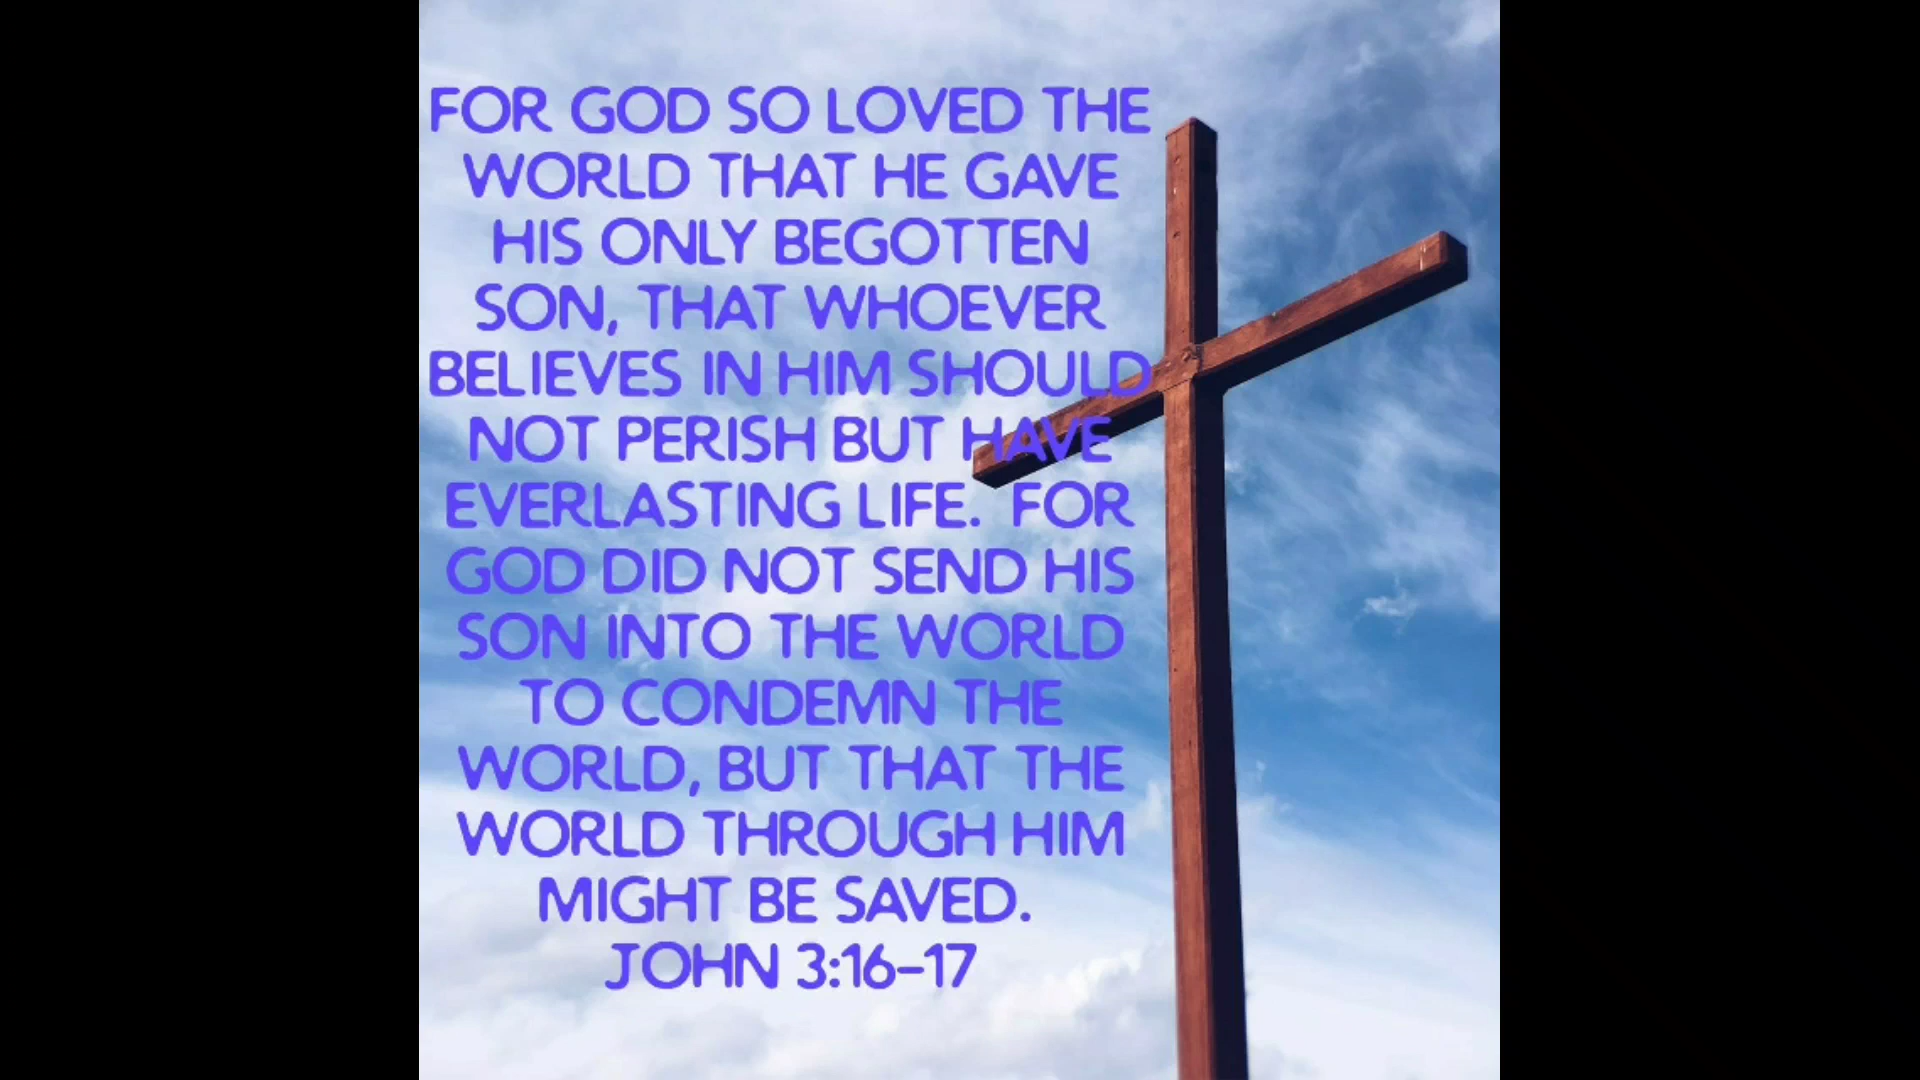 FOR GOD SO LOVED THE
WORLD THAT HE GAVE
HIS ONLY BEGOTTEN
SON, THAT WHOEVER
BELIEVES IN HIM SHOULD
NOT PERISH BUT HAVE
EVERLASTING LIFE.  FOR
GOD DID NOT SEND HIS
SON INTO THE WORLD
TO CONDEMN THE
WORLD, BUT THAT THE
WORLD THROUGH HIM
MIGHT BE SAVED.
JOHN 3:16-17